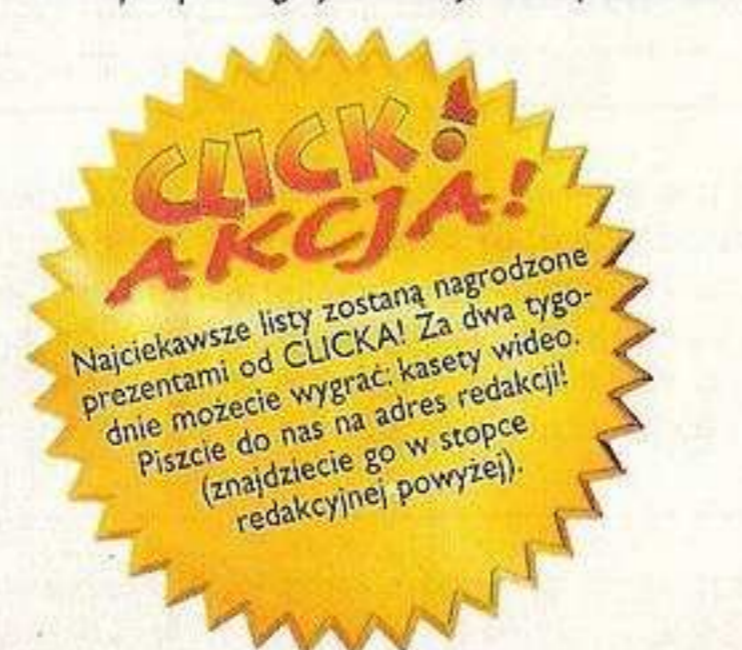 CLICK!
AKCJA!
Najciekawsze listy zostaną nagrodzone
prezentami od CLICKA! Za dwa tygo-
dnie możecie wygrać: kasety wideo.
Piszcie do nas na adres redakcji!
(znajdziecie go w stopce
redakcyjnej powyżej).